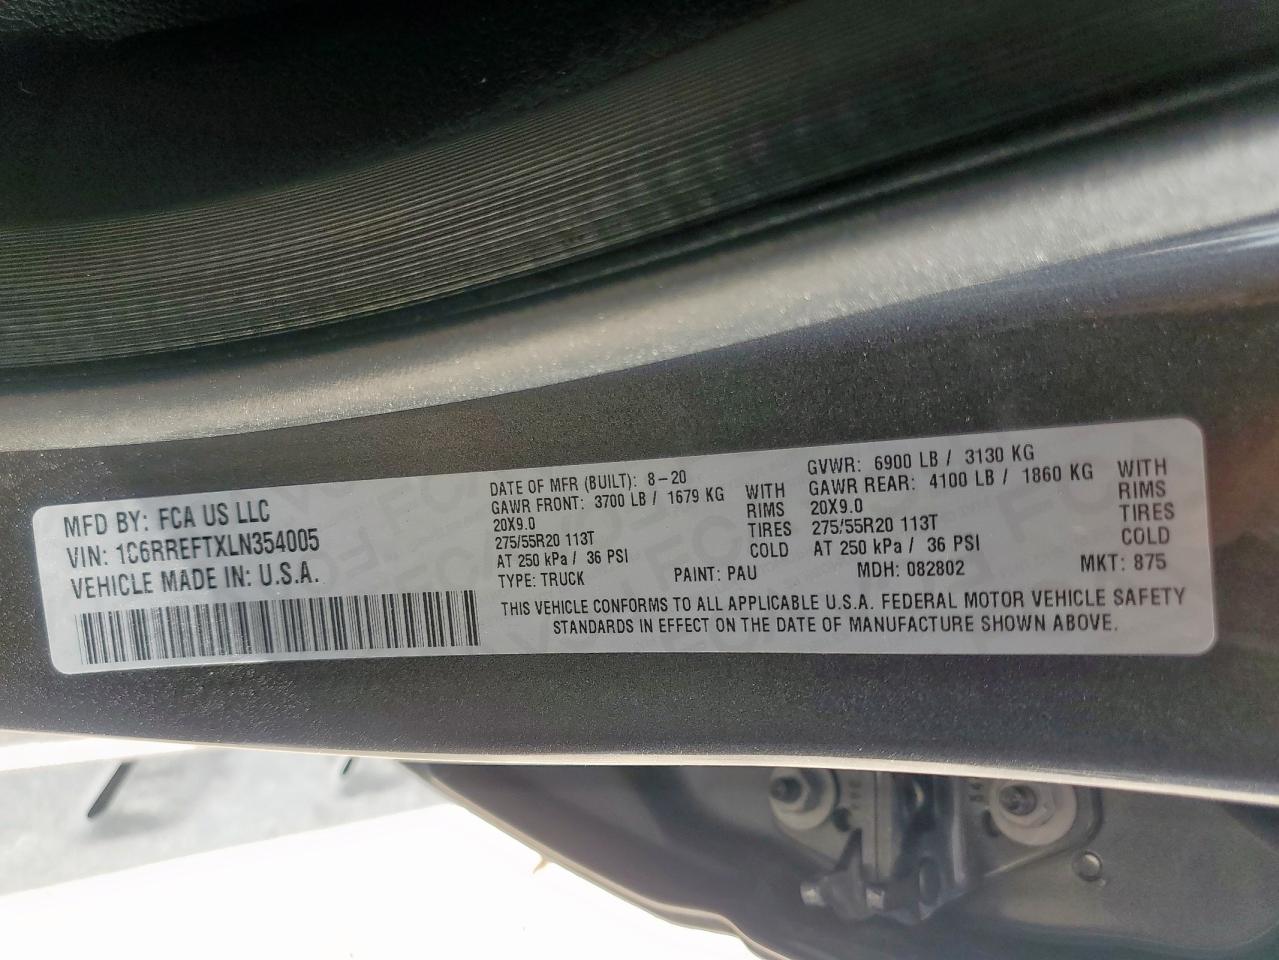 MFD BY: FCA US LLC
VIN: 1C6RREFTXLN354005
VEHICLE MADE IN: U.S.A.
DATE OF MFR (BUILT): 8-20
GAWR FRONT: 3700 LB / 1679 KG WITH
20X9.0 RIMS
275/55R20 113T TIRES
AT 250 kPa / 36 PSI COLD
GVWR: 6900 LB / 3130 KG
GAWR REAR: 4100 LB / 1860 KG WITH
20X9.0 RIMS
275/55R20 113T TIRES
AT 250 kPa / 36 PSI COLD
TYPE: TRUCK PAINT: PAU MDH: 082802 MKT: 875
THIS VEHICLE CONFORMS TO ALL APPLICABLE U.S.A. FEDERAL MOTOR VEHICLE SAFETY
STANDARDS IN EFFECT ON THE DATE OF MANUFACTURE SHOWN ABOVE.